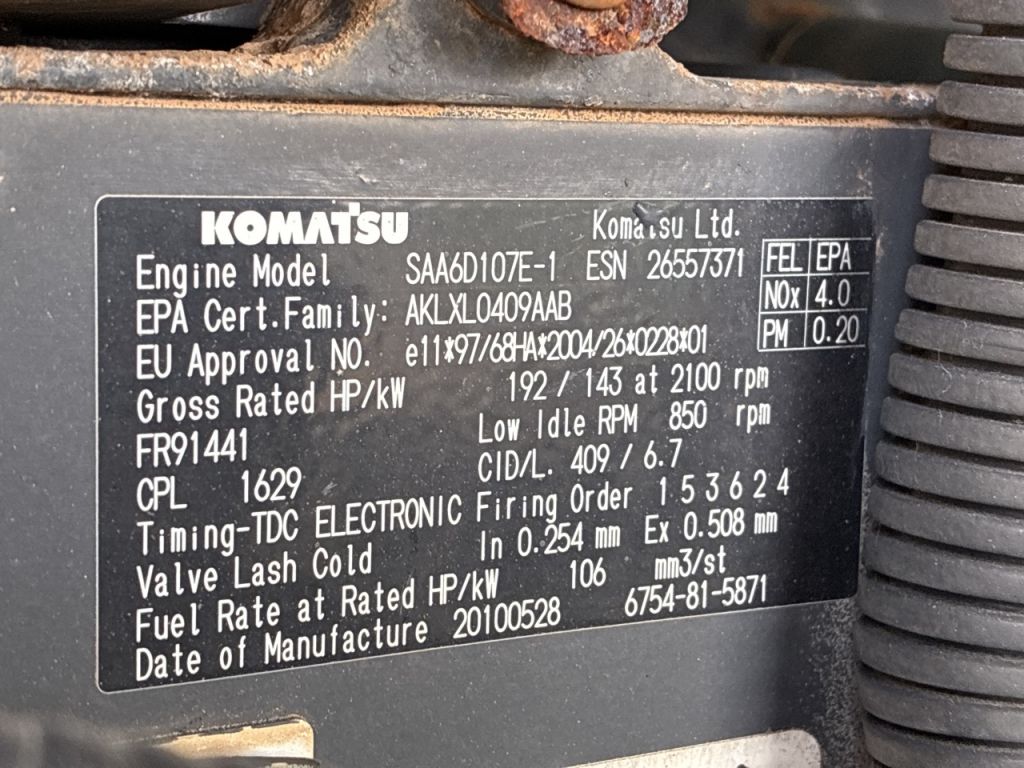 KOMATSU Komatsu Ltd.
Engine Model SAA6D107E-1 ESN 26557371
EPA Cert.Family: AKLXL0409AAB
EU Approval NO. e11*97/68HA*2004/26*0228*01
FEL EPA
NOx 4.0
PM 0.20
Gross Rated HP/kW 192 / 143 at 2100 rpm
FR91441 Low Idle RPM 850 rpm
CPL 1629 CID/L. 409 / 6.7
Timing-TDC ELECTRONIC Firing Order 1 5 3 6 2 4
Valve Lash Cold In 0.254 mm Ex 0.508 mm
Fuel Rate at Rated HP/kW 106 mm3/st
Date of Manufacture 20100528 6754-81-5871